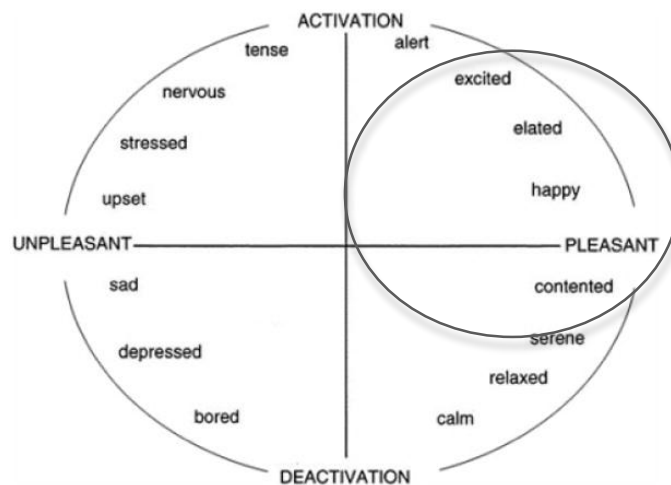 ACTIVATION
tense
alert
excited
nervous
elated
stressed
happy
upset
UNPLEASANT
PLEASANT
sad
contented
serene
depressed
relaxed
bored
calm
DEACTIVATION